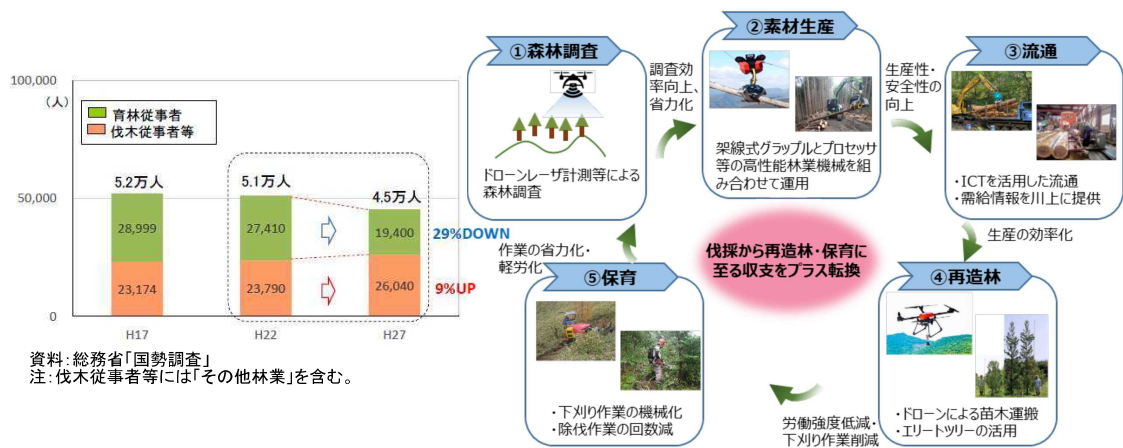 100,000
(人)
育林従事者
伐木従事者等
5.2万人
5.1万人
4.5万人
50,000
28,999
27,410
19,400
29%DOWN
23,174
23,790
26,040
9%UP
0
H17
H22
H27
資料:総務省「国勢調査」
注:伐木従事者等には「その他林業」を含む。
①森林調査
ドローンレーザ計測等による
森林調査
調査効
率向上、
省力化
②素材生産
架線式グラップルとプロセッサ
等の高性能林業機械を組
み合わせて運用
生産性・
安全性の
向上
③流通
・ICTを活用した流通
・需給情報を川上に提供
生産の効率化
伐採から再造林・保育に
至る収支をプラス転換
④再造林
・ドローンによる苗木運搬
・エリートツリーの活用
労働強度低減・
下刈り作業削減
⑤保育
・下刈り作業の機械化
・除伐作業の回数減
作業の省力化・
軽労化